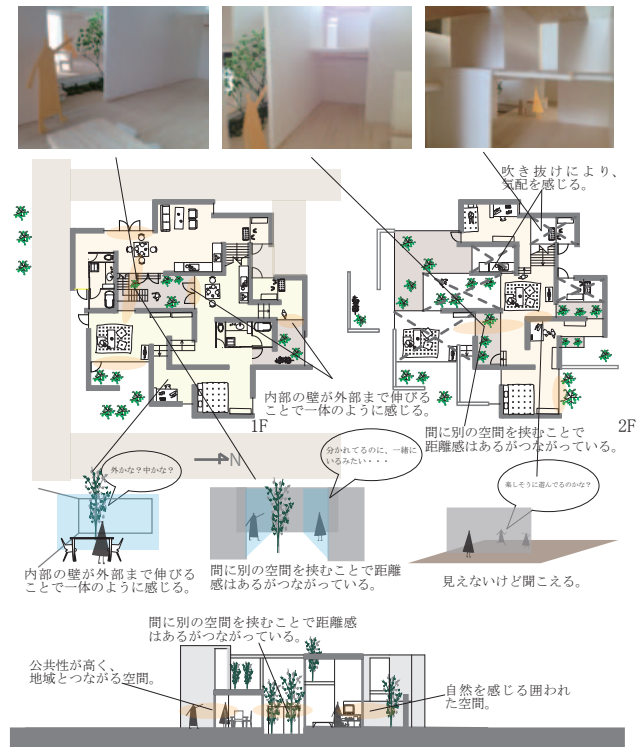 吹き抜けにより、
気配を感じる。
内部の壁が外部まで伸びる
ことで一体のように感じる。
1F
間に別の空間を挟むことで
距離感はあるがつながっている。
2F
N
外かな?中かな?
分かれてるのに、一緒に
いるみたい・・・
楽しそうに遊んでるのかな?
内部の壁が外部まで伸びる
ことで一体のように感じる。
間に別の空間を挟むことで距離
感はあるがつながっている。
見えないけど聞こえる。
間に別の空間を挟むことで距離感
はあるがつながっている。
公共性が高く、
地域とつながる空間。
自然を感じる囲われ
た空間。